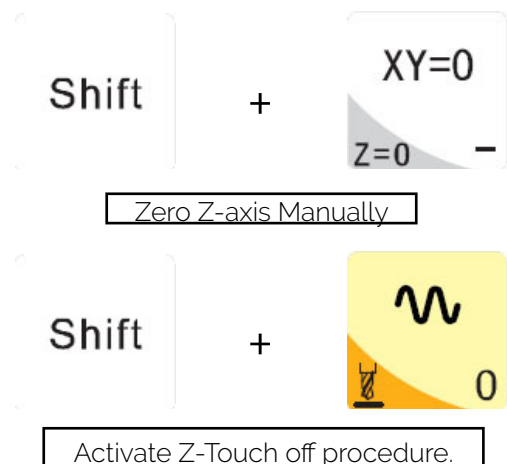 Shift + XY=0
Z=0 -
Zero Z-axis Manually
Shift +
0
Activate Z-Touch off procedure.